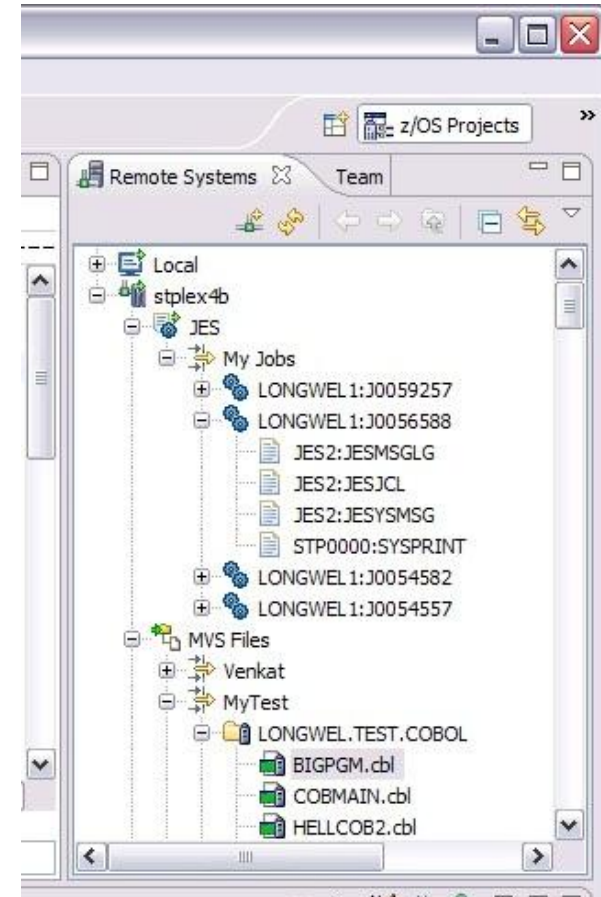 z/OS Projects
»
Remote Systems
Team
Local
stplex4b
JES
My Jobs
LONGWEL1:J0059257
LONGWEL1:J0056588
JES2:JESMSGLG
JES2:JESJCL
JES2:JESYSMSG
STP0000:SYSPRINT
LONGWEL1:J0054582
LONGWEL1:J0054557
MVS Files
Venkat
MyTest
LONGWEL.TEST.COBOL
BIGPGM.cbl
COBMAIN.cbl
HELLCOB2.cbl